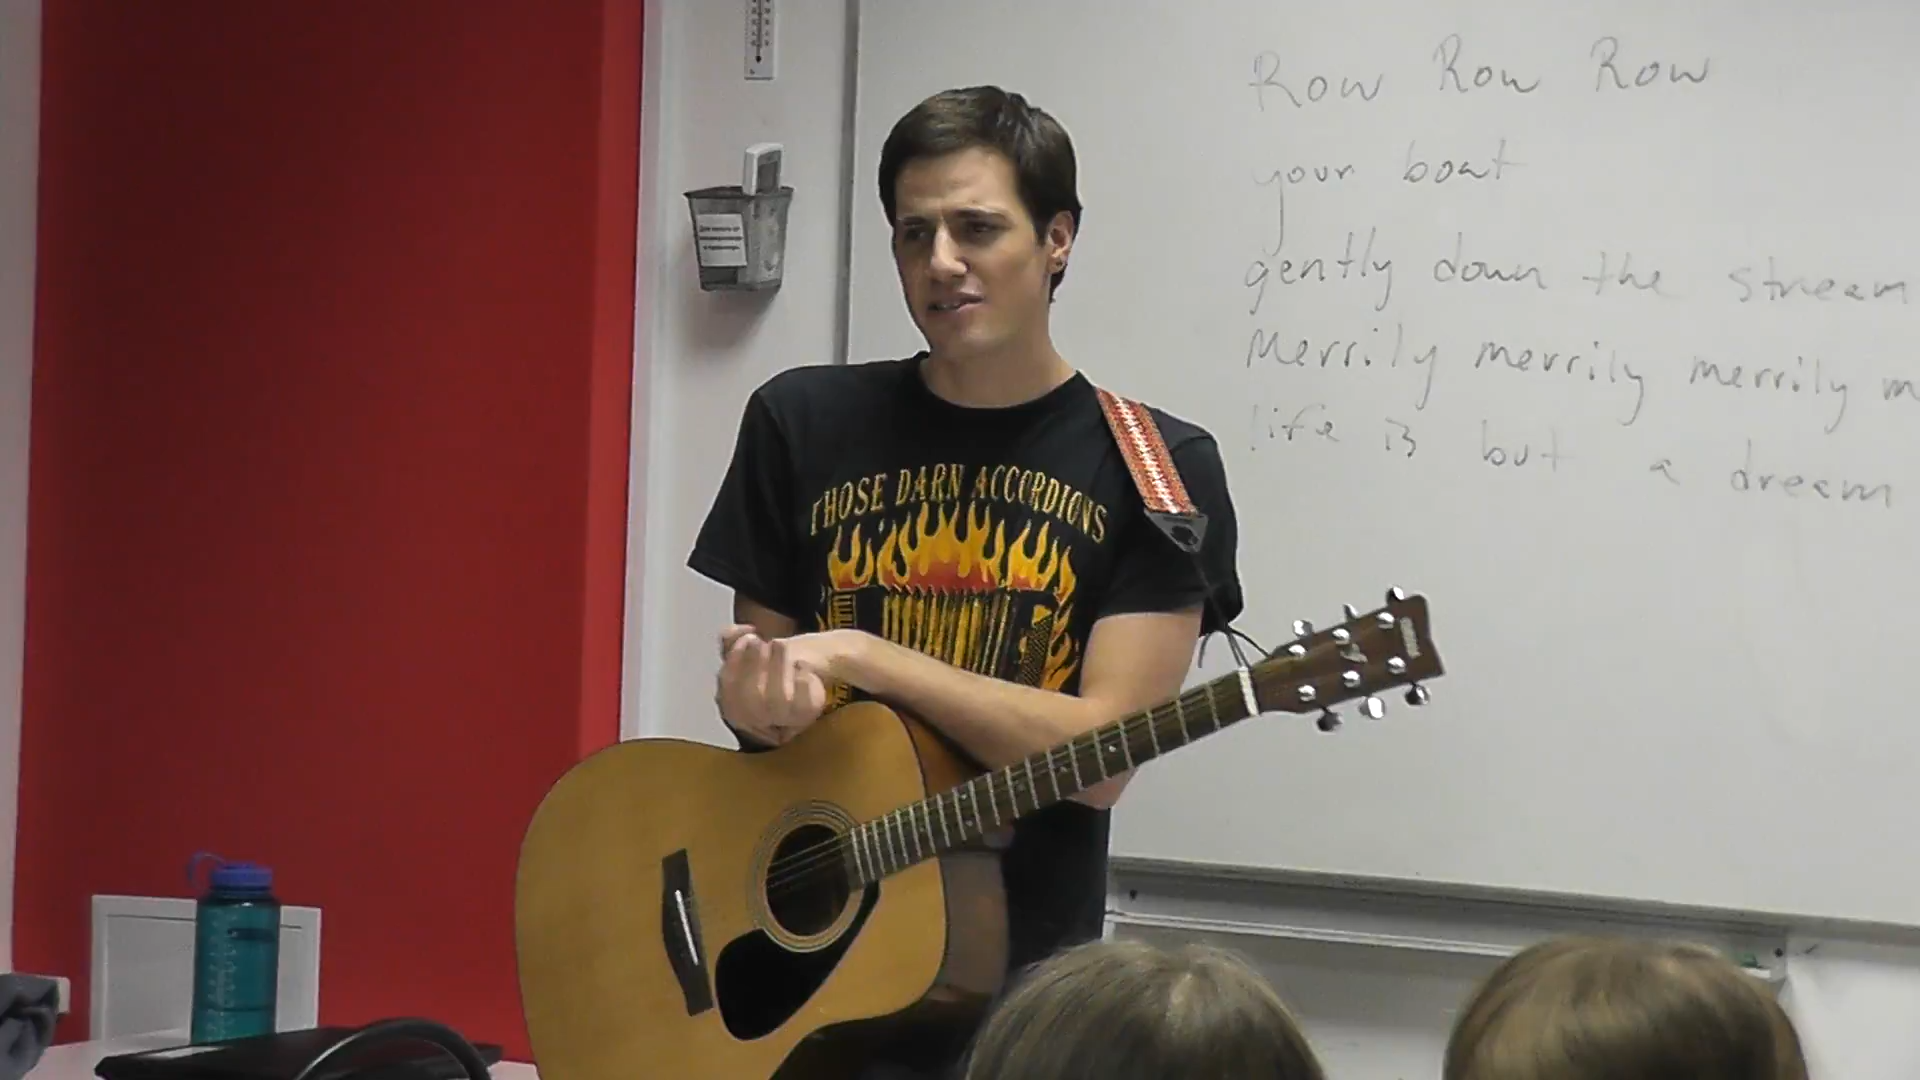 Row Row Row
your boat
gently down the stream
Merrily merrily merrily m
life is but a dream
THOSE DARN ACCORDIONS